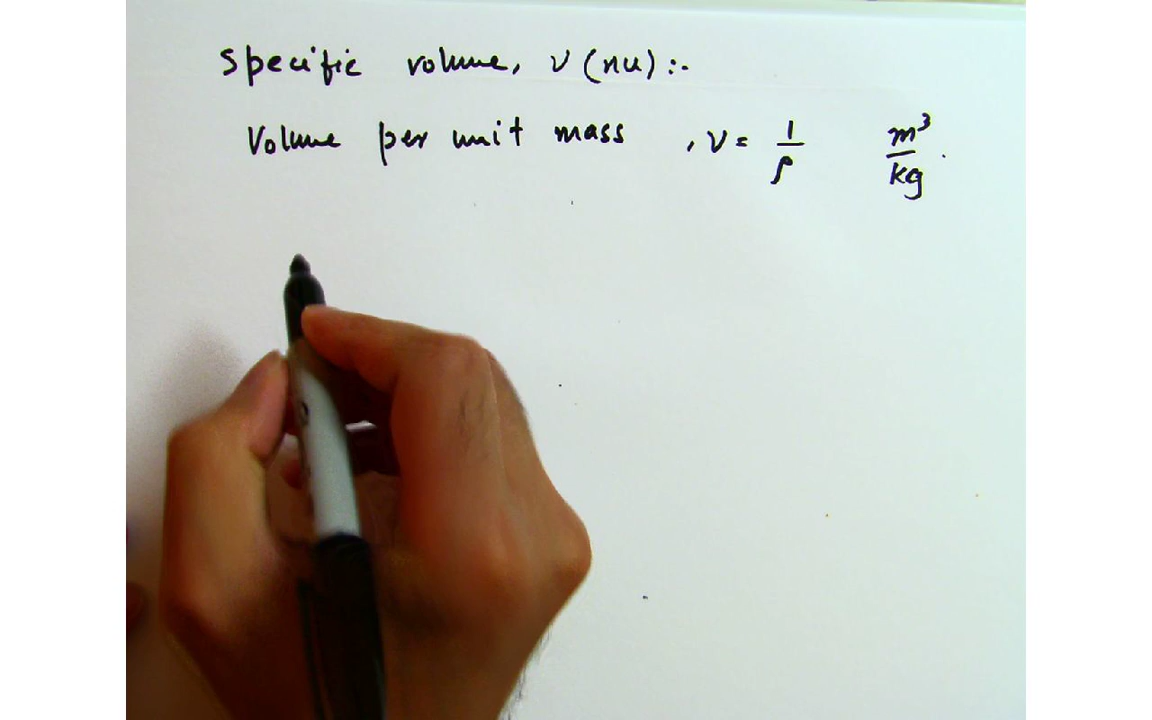 Specific volume, ν (nu) :-
Volume per unit mass , ν = 1/ρ m³/kg.